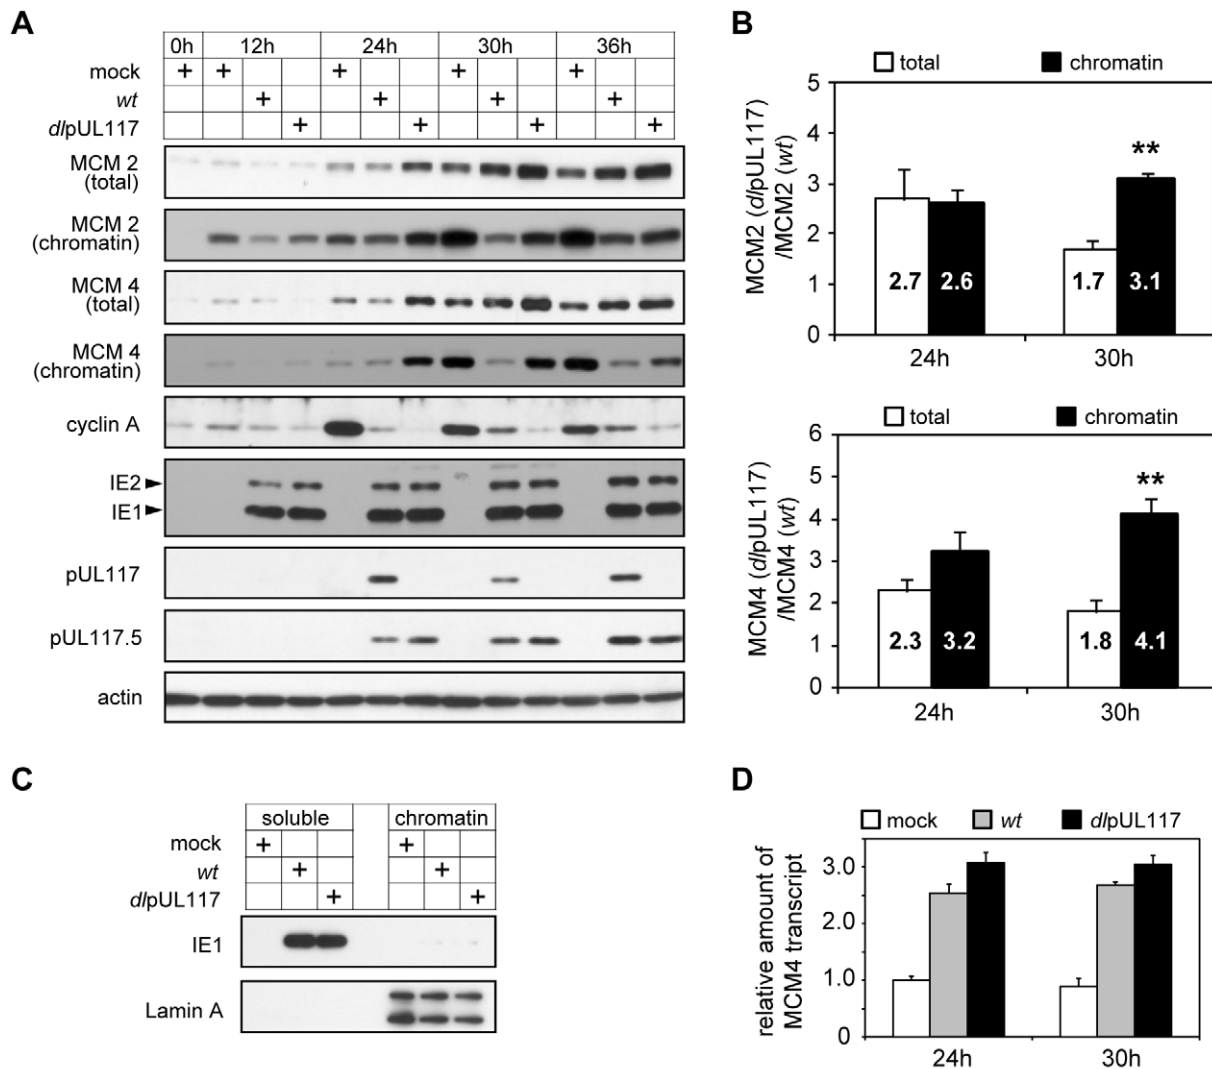 A
0h 12h 24h 30h 36h
mock + + + + +
wt + + + +
dlpUL117 + + + +
MCM 2
(total)
MCM 2
(chromatin)
MCM 4
(total)
MCM 4
(chromatin)
cyclin A
IE2
IE1
pUL117
pUL117.5
actin
B
total chromatin
MCM2 (dlpUL117)
/MCM2 (wt)
5
4
3
2
1
0
**
2.7 2.6 1.7 3.1
24h 30h
total chromatin
MCM4 (dlpUL117)
/MCM4 (wt)
6
5
4
3
2
1
0
**
2.3 3.2 1.8 4.1
24h 30h
C
soluble chromatin
mock + +
wt + +
dlpUL117 + +
IE1
Lamin A
D
mock wt dlpUL117
relative amount of
MCM4 transcript
3.0
2.0
1.0
0
24h 30h